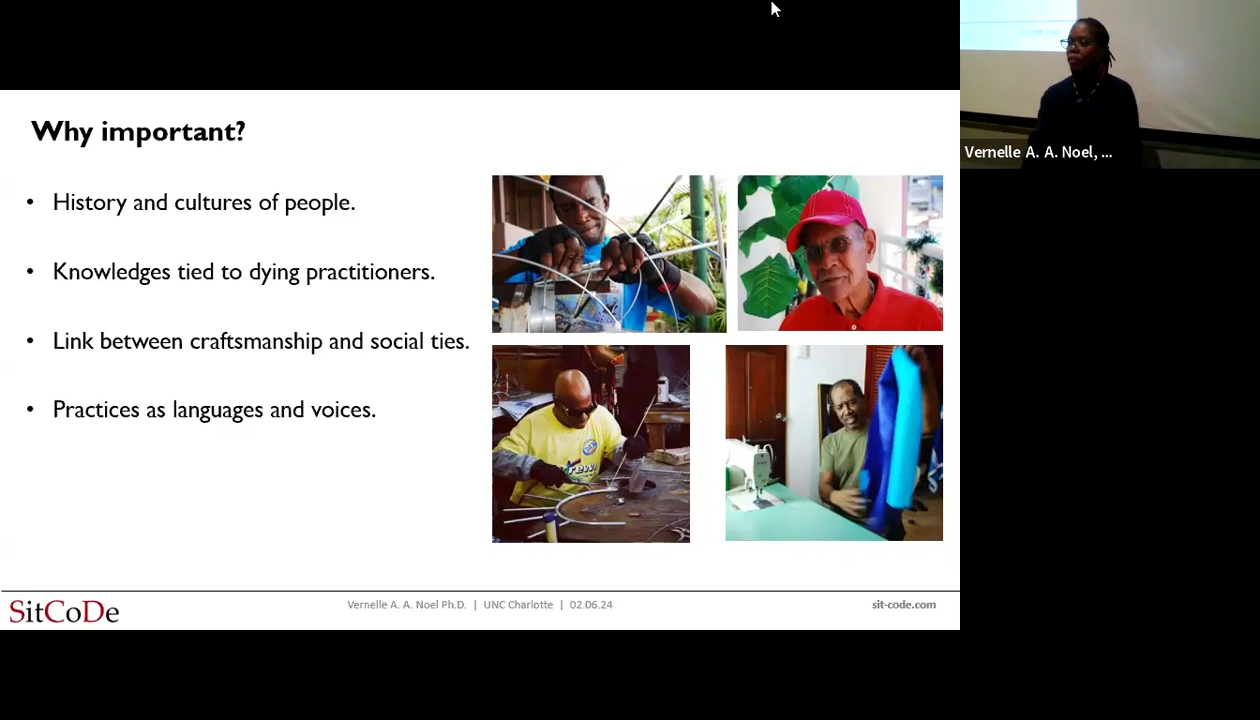 Why important?
• History and cultures of people.
• Knowledges tied to dying practitioners.
• Link between craftsmanship and social ties.
• Practices as languages and voices.
SitCoDe
Vernelle A. A. Noel Ph.D. | UNC Charlotte | 02.06.24
sit-code.com
Vernelle A. A. Noel, ...